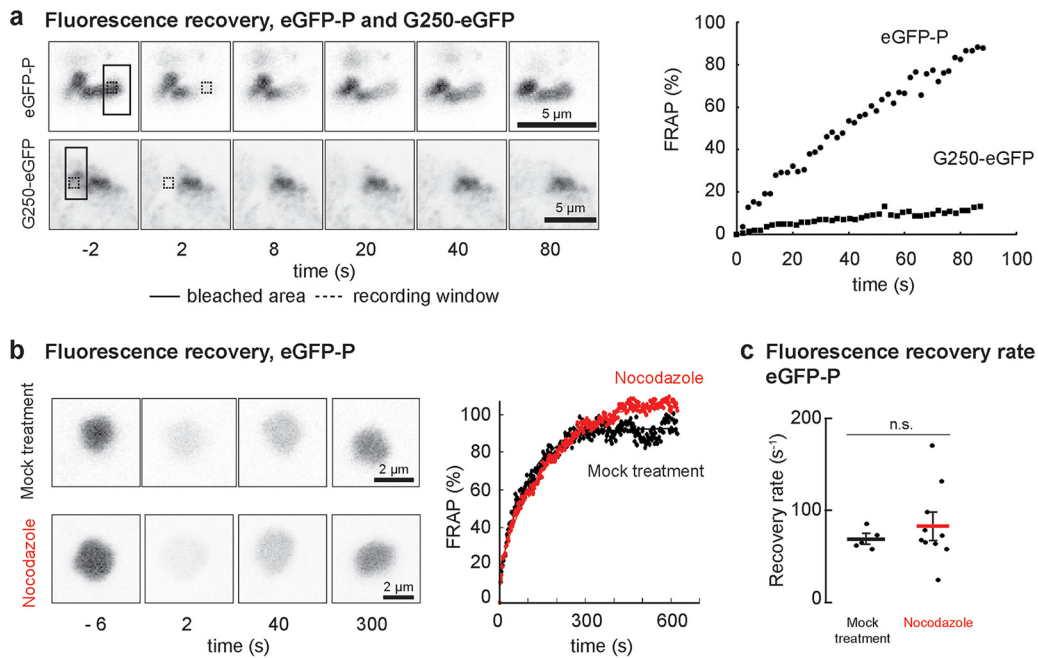 a Fluorescence recovery, eGFP-P and G250-eGFP
eGFP-P
5 µm
G250-eGFP
5 µm
-2 2 8 20 40 80
time (s)
bleached area recording window
FRAP (%)
100
80
60
40
20
0
eGFP-P
G250-eGFP
0 20 40 60 80 100
time (s)
b Fluorescence recovery, eGFP-P
Mock treatment
2 µm
Nocodazole
2 µm
- 6 2 40 300
time (s)
FRAP (%)
100
80
60
40
20
0
Nocodazole
Mock treatment
0 300 600
time (s)
c Fluorescence recovery rate
eGFP-P
Recovery rate (s⁻¹)
200
100
0
n.s.
Mock
treatment
Nocodazole